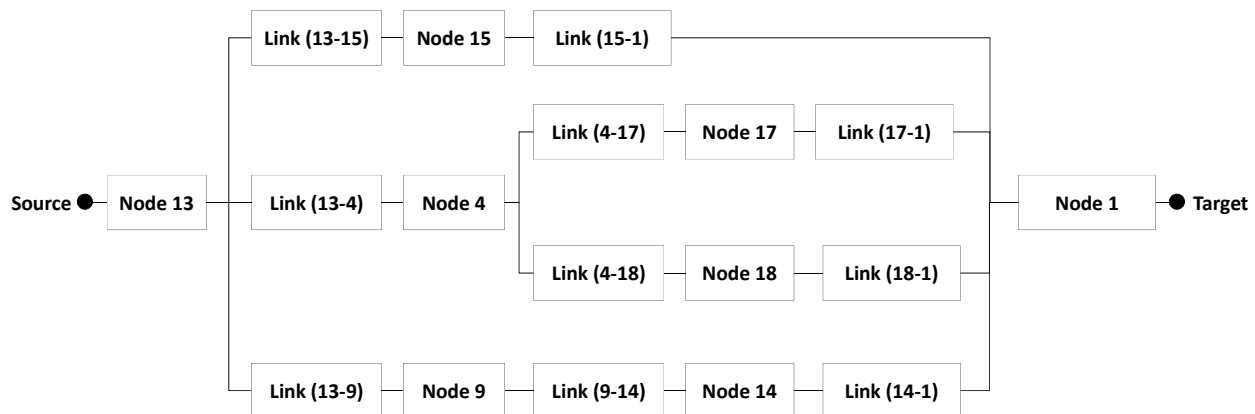 Link (13-15) Node 15 Link (15-1)
Link (4-17) Node 17 Link (17-1)
Source Node 13 Link (13-4) Node 4 Node 1 Target
Link (4-18) Node 18 Link (18-1)
Link (13-9) Node 9 Link (9-14) Node 14 Link (14-1)